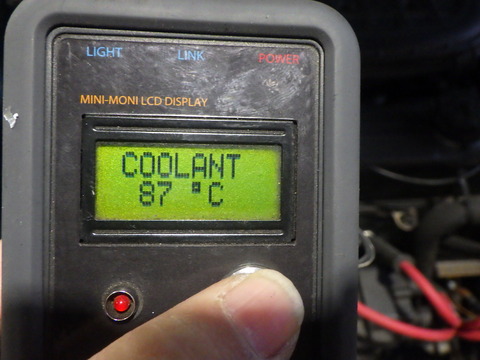 LIGHT LINK POWER
MINI-MONI LCD DISPLAY
COOLANT
87 °C